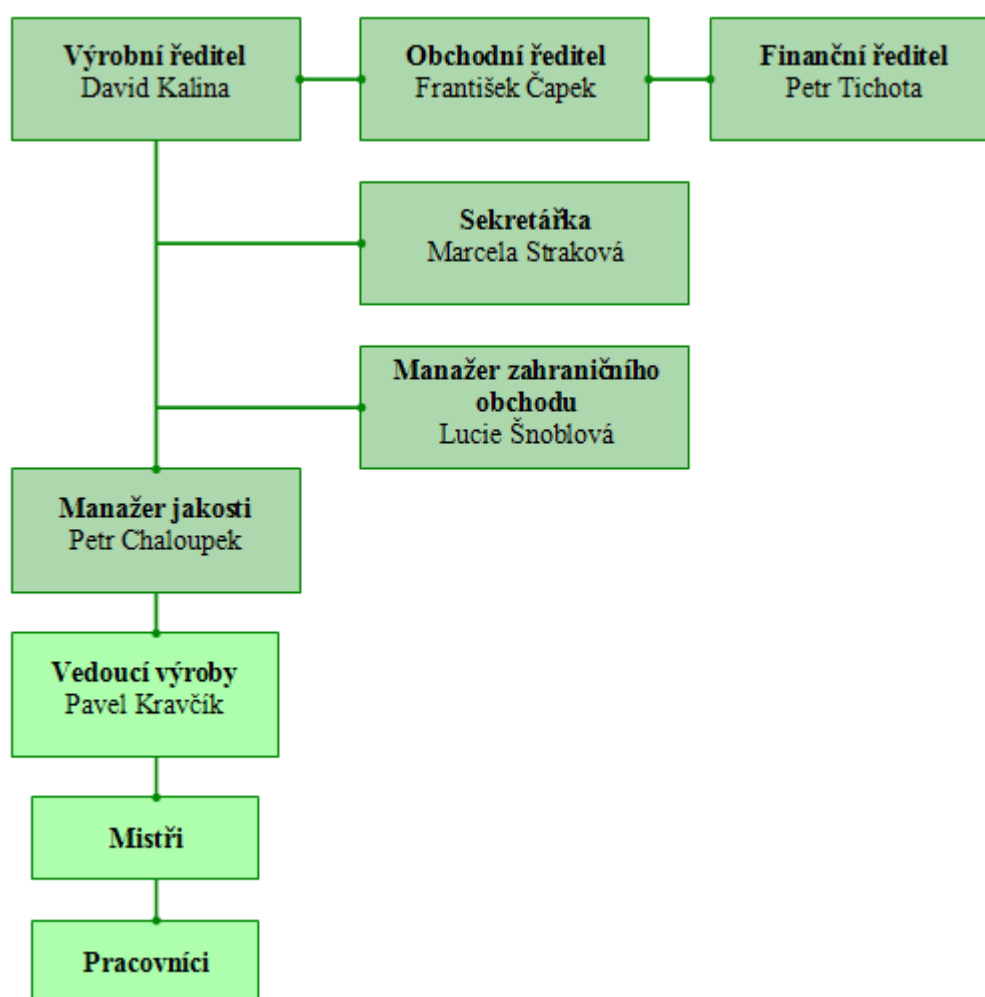 Výrobní ředitel
David Kalina
Obchodní ředitel
František Čapek
Finanční ředitel
Petr Tichota
Sekretářka
Marcela Straková
Manažer zahraničního
obchodu
Lucie Šnoblová
Manažer jakosti
Petr Chaloupek
Vedoucí výroby
Pavel Kravčík
Mistři
Pracovníci